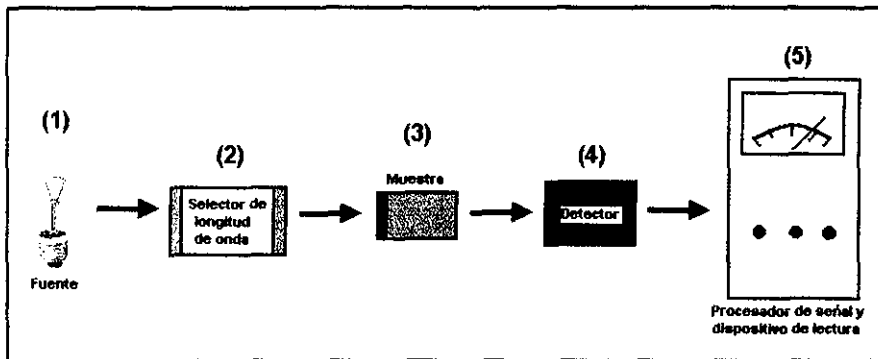 (1)
Fuente
(2)
Selector de
longitud
de onda
(3)
Muestra
(4)
Detector
(5)
Procesador de señal y
dispositivo de lectura